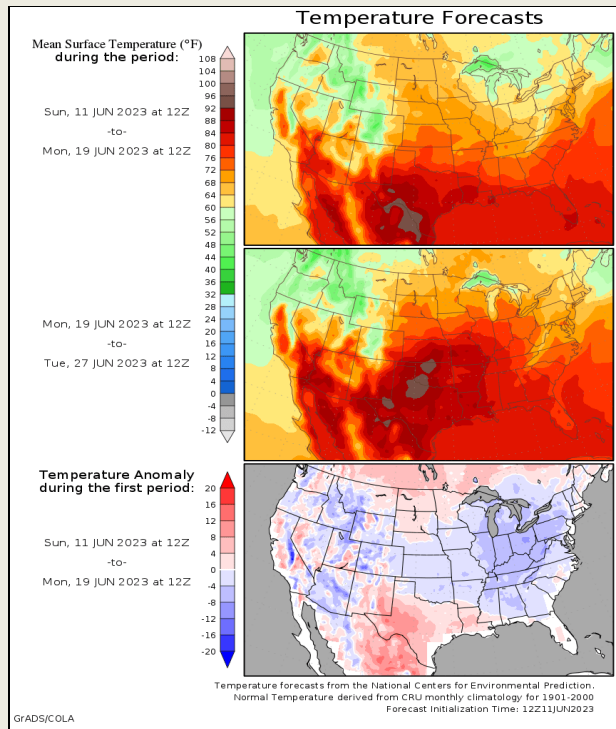 Temperature Forecasts
Mean Surface Temperature (°F)
during the period:
108
104
100
96
92
88
84
80
76
72
68
64
60
56
52
48
44
40
36
32
28
24
20
16
12
8
4
0
-4
-8
-12
Sun, 11 JUN 2023 at 12Z
-to-
Mon, 19 JUN 2023 at 12Z
Mon, 19 JUN 2023 at 12Z
-to-
Tue, 27 JUN 2023 at 12Z
Temperature Anomaly
during the first period:
20
16
12
8
4
0
-4
-8
-12
-16
-20
Sun, 11 JUN 2023 at 12Z
-to-
Mon, 19 JUN 2023 at 12Z
Temperature forecasts from the National Centers for Environmental Prediction.
Normal Temperature derived from CRU monthly climatology for 1901-2000
Forecast Initialization Time: 12Z11JUN2023
GrADS/COLA